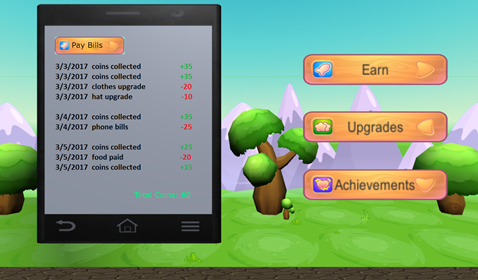 Pay Bills
3/3/2017 coins collected +35
3/3/2017 coins collected +35
3/3/2017 clothes upgrade -20
3/3/2017 hat upgrade -10
3/4/2017 coins collected +35
3/4/2017 phone bills -25
3/5/2017 coins collected +25
3/5/2017 food paid -20
3/5/2017 coins collected +15
Total Coins:
Earn
Upgrades
Achievements